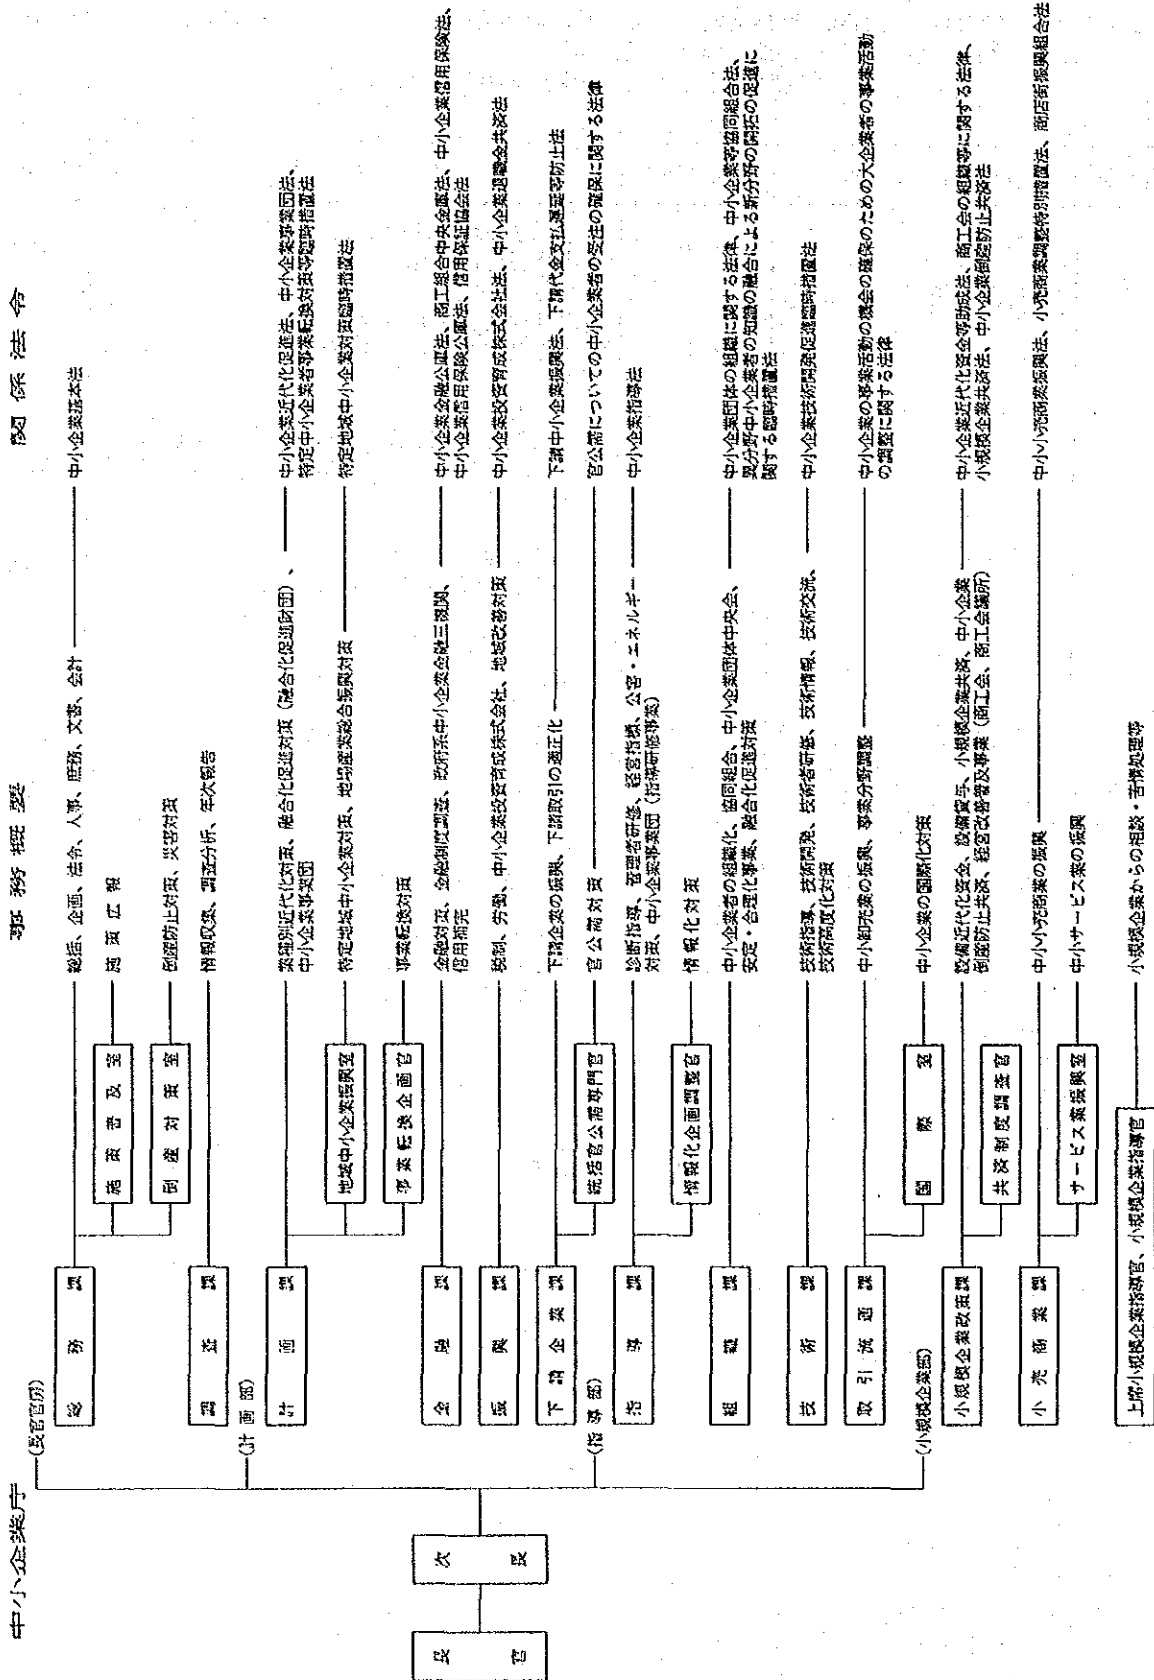 中小企業庁
事務概要
関係法令
長官
次長
(長官官房)
総務課
総括、企画、法令、人事、庶務、文書、会計
中小企業基本法
施策普及室
施策広報
倒産対策室
倒産防止対策、災害対策
調査課
情報収集、調査分析、年次報告
(計画部)
計画課
業種別近代化対策、融合化促進対策(融合化促進財団)、
中小企業事業団
中小企業近代化促進法、中小企業事業団法、
特定中小企業者事業転換対策等臨時措置法
地域中小企業振興室
特定地域中小企業対策、地場産業総合振興対策
特定地域中小企業対策臨時措置法
事業転換企画官
事業転換対策
金融課
金融対策、金融制度調査、政府系中小企業金融三機関、
信用補完
中小企業金融公庫法、商工組合中央金庫法、中小企業信用保険法、
中小企業信用保険公庫法、信用保証協会法
振興課
税制、労働、中小企業投資育成株式会社、地域改善対策
中小企業投資育成株式会社法、中小企業退職金共済法
下請企業課
下請企業の振興、下請取引の適正化
下請中小企業振興法、下請代金支払遅延等防止法
統括官公需専門官
官公需対策
官公需についての中小企業者の受注の確保に関する法律
(指導部)
指導課
診断指導、管理者研修、経営指標、公害・エネルギー
対策、中小企業事業団(指導研修事業)
中小企業指導法
情報化企画調整官
情報化対策
組織課
中小企業者の組織化、協同組合、中小企業団体中央会、
安定・合理化事業、融合化促進対策
中小企業団体の組織に関する法律、中小企業等協同組合法、
異分野中小企業者の知識の融合による新分野の開拓の促進に
関する臨時措置法
技術課
技術指導、技術開発、技術者研修、技術情報、技術交流、
技術高度化対策
中小企業技術開発促進臨時措置法
取引流通課
中小卸売業の振興、事業分野調整
中小企業の事業活動の機会の確保のための大企業者の事業活動
の調整に関する法律
国際室
中小企業の国際化対策
(小規模企業部)
小規模企業政策課
設備近代化資金、設備貸与、小規模企業共済、中小企業
倒産防止共済、経営改善普及事業(商工会、商工会議所)
中小企業近代化資金等助成法、商工会の組織等に関する法律、
小規模企業共済法、中小企業倒産防止共済法
共済制度調査官
小売商業課
中小小売商業の振興
中小小売商業振興法、小売商業調整特別措置法、商店街振興組合法
サービス業振興室
中小サービス業の振興
上席小規模企業指導官、小規模企業指導官
小規模企業からの相談・苦情処理等